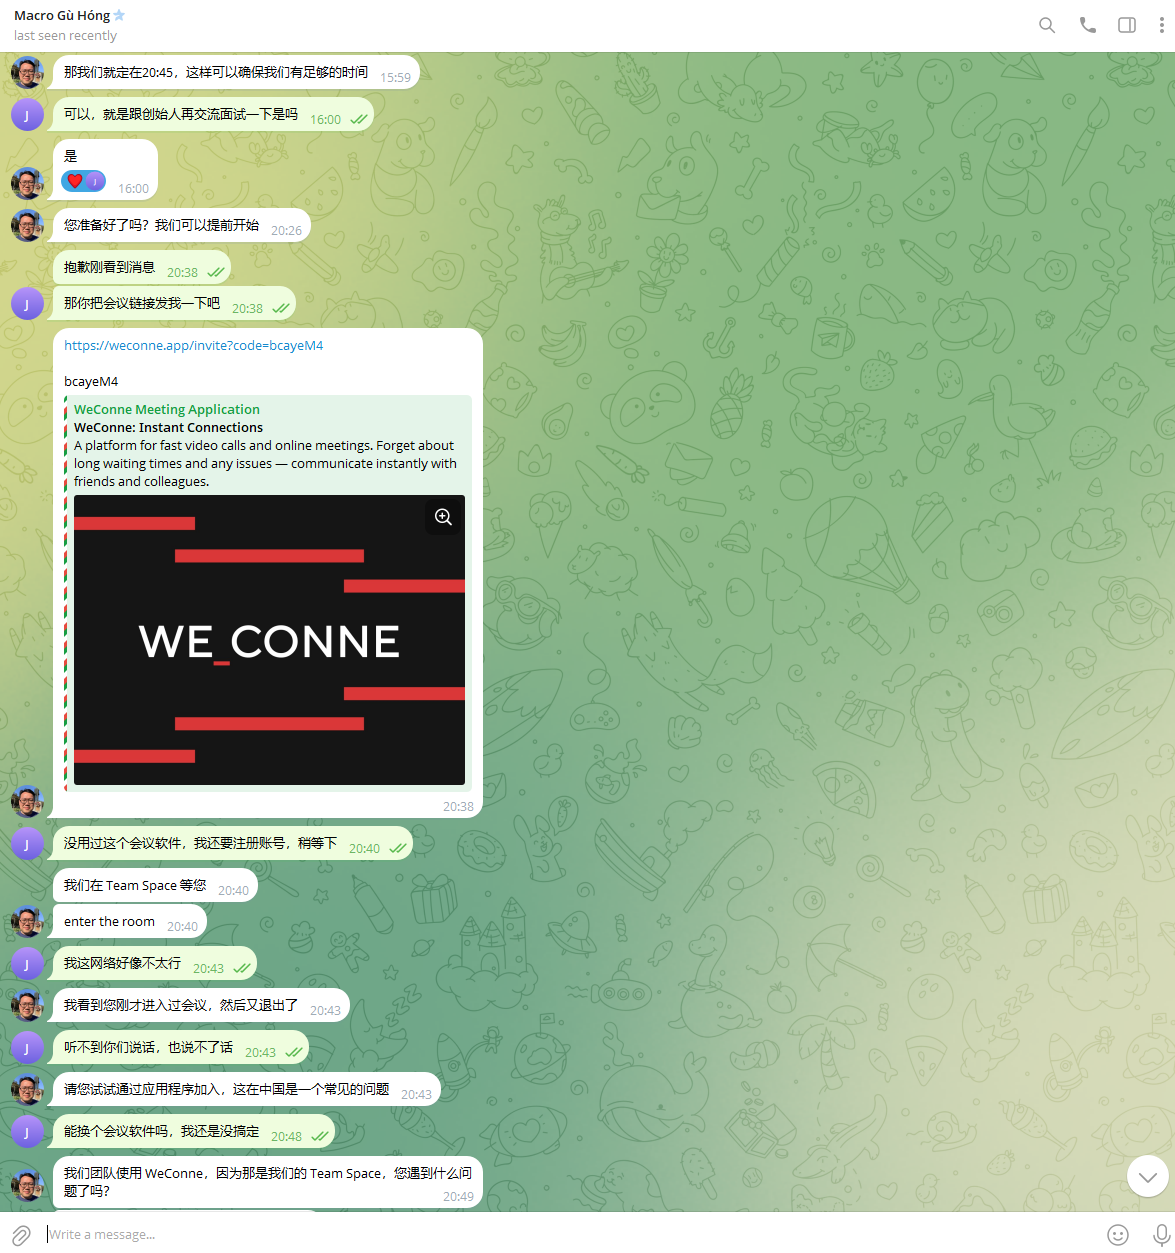 Macro Gù Hóng
last seen recently
那我们就定在20:45，这样可以确保我们有足够的时间 15:59
J
可以，就是跟创始人再交流面试一下是吗 16:00
是
J
16:00
您准备好了吗？我们可以提前开始 20:26
抱歉刚看到消息 20:38
J
那你把会议链接发我一下吧 20:38
https://weconne.app/invite?code=bcayeM4
bcayeM4
WeConne Meeting Application
WeConne: Instant Connections
A platform for fast video calls and online meetings. Forget about
long waiting times and any issues — communicate instantly with
friends and colleagues.
WE_CONNE
20:38
J
没用过这个会议软件，我还要注册账号，稍等下 20:40
我们在 Team Space 等您 20:40
enter the room 20:40
J
我这网络好像不太行 20:43
我看到您刚才进入过会议，然后又退出了 20:43
J
听不到你们说话，也说不了话 20:43
请您试试通过应用程序加入，这在中国是一个常见的问题 20:43
J
能换个会议软件吗，我还是没搞定 20:48
我们团队使用 WeConne，因为那是我们的 Team Space，您遇到什么问
题了吗？ 20:49
Write a message...